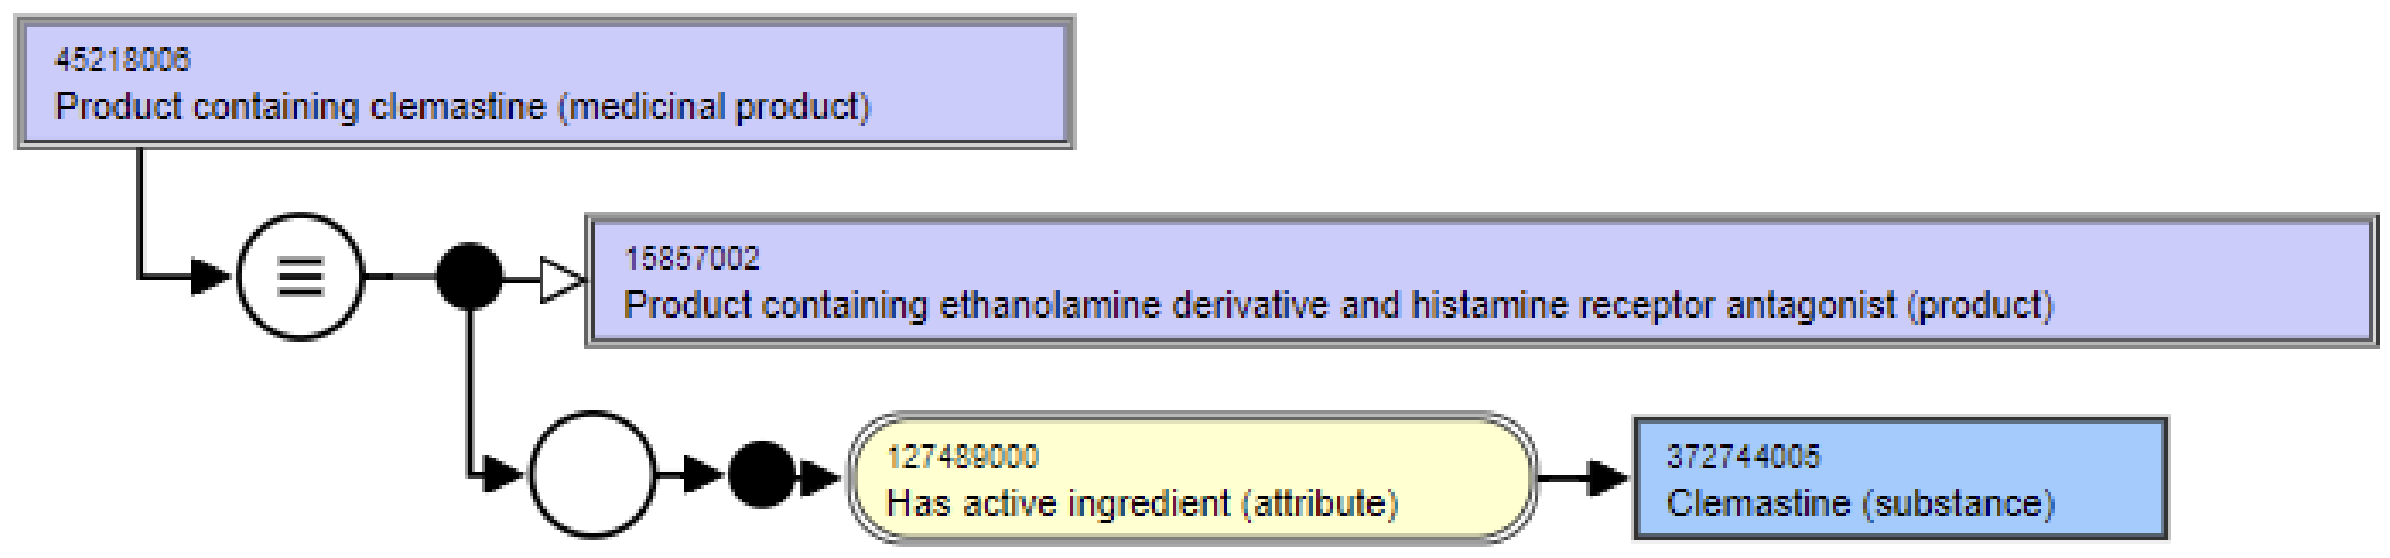 45218006
Product containing clemastine (medicinal product)
15857002
Product containing ethanolamine derivative and histamine receptor antagonist (product)
127489000
Has active ingredient (attribute)
372744005
Clemastine (substance)